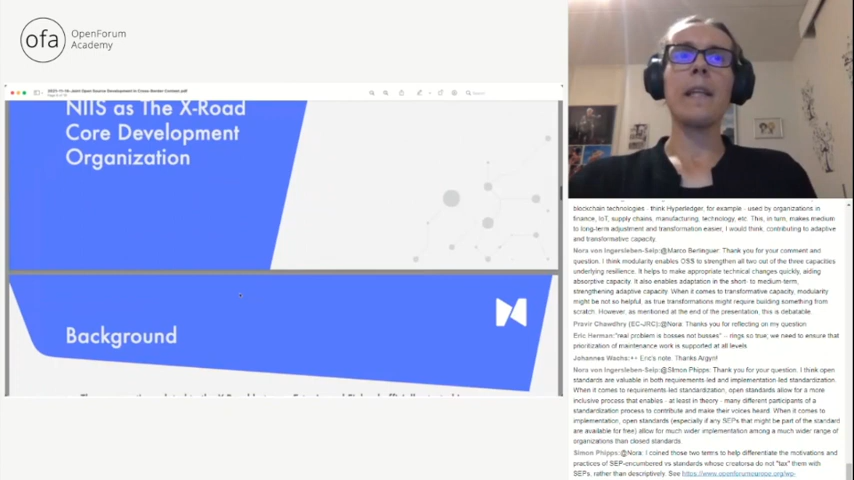 ofa
OpenForum
Academy
2021-11-16-Joint Open Source Development in Cross-Border Context.pdf
Search
NIIS as The X-Road
Core Development
Organization
Background
blockchain technologies - think Hyperledger, for example - used by organizations in
finance, IoT, supply chains, manufacturing, technology, etc. This, in turn, makes medium
to long-term adjustment and transformation easier, I would think, contributing to adaptive
and transformative capacity.
Nora von Ingersleben-Seip:@Marco Berlinguer: Thank you for your comment and
question. I think modularity enables OSS to strengthen all two out of the three capacities
underlying resilience. It helps to make appropriate technical changes quickly, aiding
absorptive capacity. It also enables adaptation in the short- to medium-term,
strengthening adaptive capacity. When it comes to transformative capacity, modularity
might be not so helpful, as true transformations might require building something from
scratch. However, as mentioned at the end of the presentation, this is debatable.
Pravir Chawdhry (EC-JRC):@Nora: Thanks you for reflecting on my question
Eric Herman:"real problem is bosses not busses" -- rings so true; we need to ensure that
prioritization of maintenance work is supported at all levels
Johannes Wachs:++ Eric's note. Thanks Argyri!
Nora von Ingersleben-Seip:@Simon Phipps: Thank you for your question. I think open
standards are valuable in both requirements-led and implementation-led standardization.
When it comes to requirements-led standardization, open standards allow for a more
inclusive process that enables - at least in theory - many different participants of a
standardization process to contribute and make their voices heard. When it comes to
implementation, open standards (especially if any SEPs that might be part of the standard
are available for free) allow for much wider implementation among a much wider range of
organizations than closed standards
Simon Phipps:@Nora: I coined those two terms to help differentiate the motivations and
practices of SEP-encumbered vs standards whose creatorsa do not "tax" them with
SEPs, rather than descriptively. See https://www.openforumeurope.org/wp-